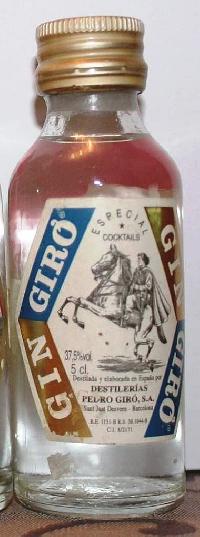 ESPECIAL
COCKTAILS
GIN GIRÓ
GIN GIRÓ
37,5%vol.
5 cl.
Destilada y elaborada en España por
DESTILERÍAS
PEDRO GIRÓ, S.A.
Sant Just Desvern - Barcelona